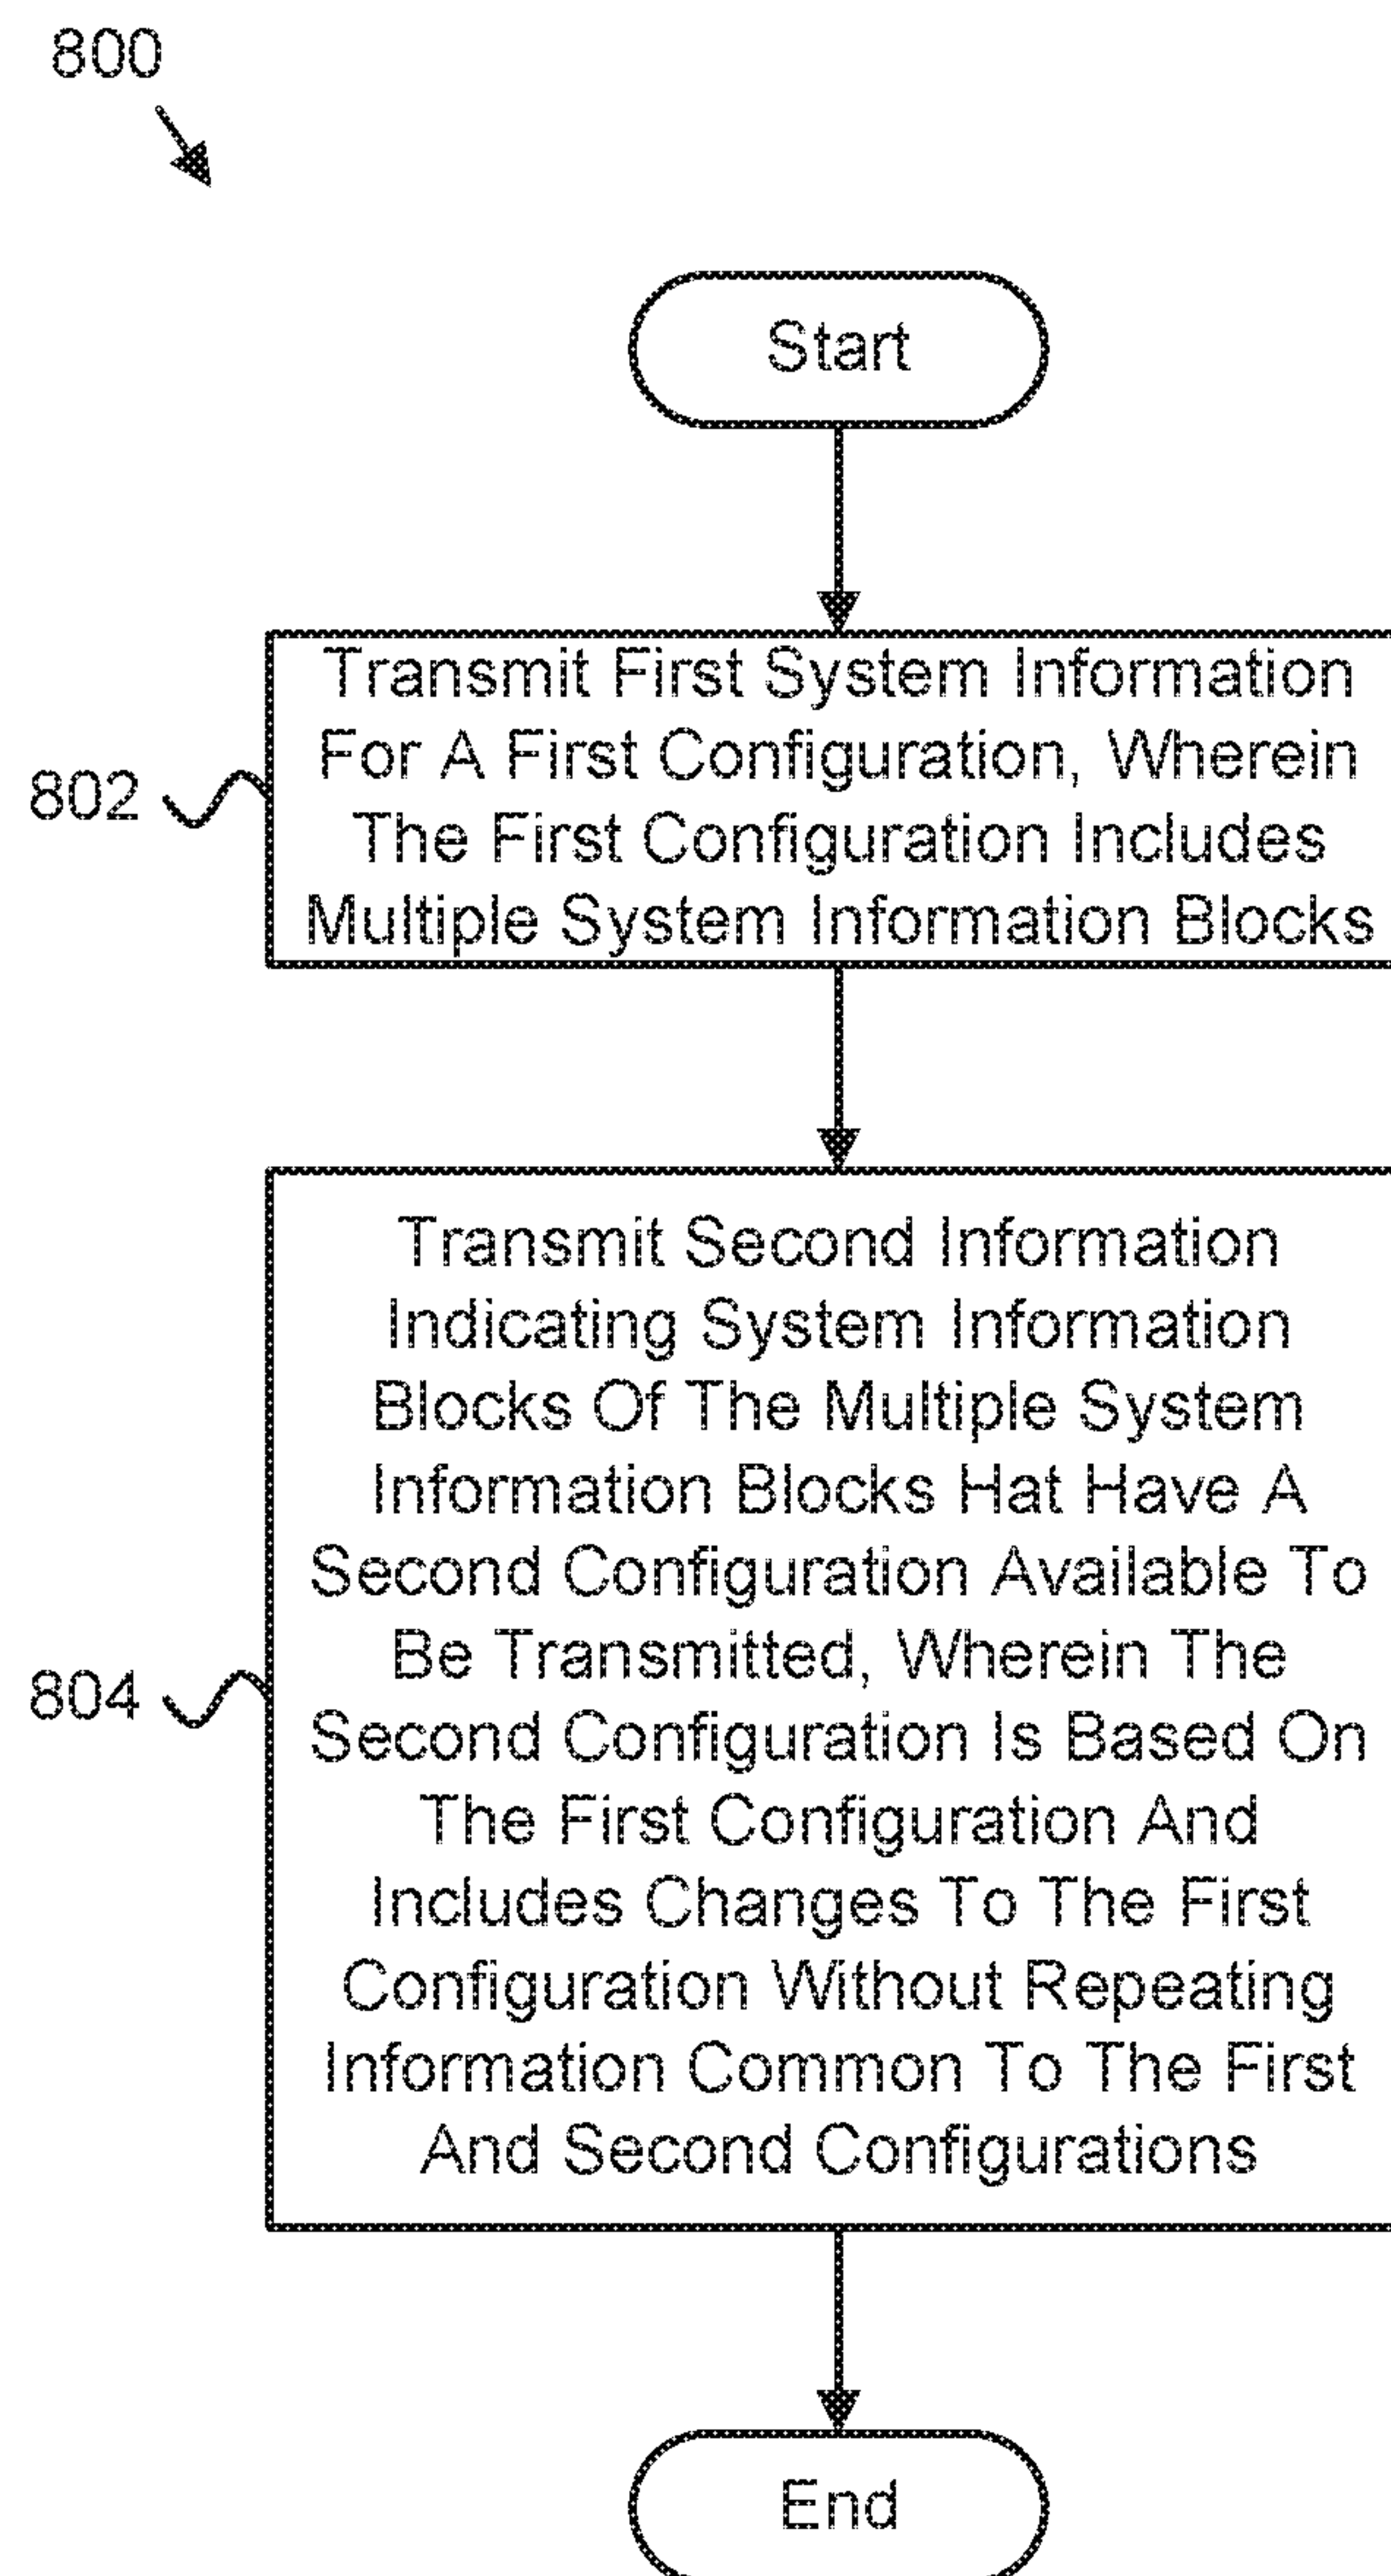 800
Start
802
Transmit First System Information
For A First Configuration, Wherein
The First Configuration Includes
Multiple System Information Blocks
804
Transmit Second Information
Indicating System Information
Blocks Of The Multiple System
Information Blocks Hat Have A
Second Configuration Available To
Be Transmitted, Wherein The
Second Configuration Is Based On
The First Configuration And
Includes Changes To The First
Configuration Without Repeating
Information Common To The First
And Second Configurations
End